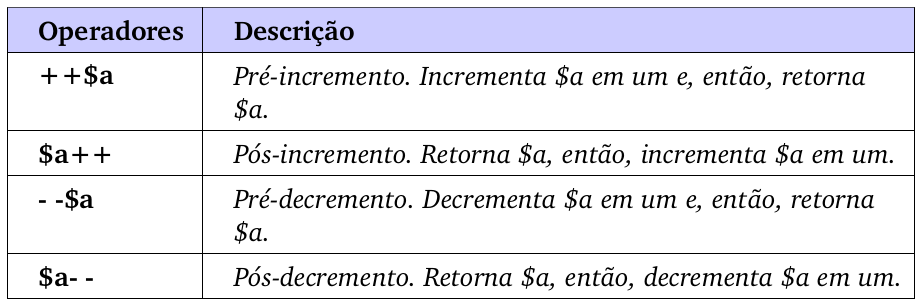 Operadores Descrição
++$a Pré-incremento. Incrementa $a em um e, então, retorna
$a.
$a++ Pós-incremento. Retorna $a, então, incrementa $a em um.
- -$a Pré-decremento. Decrementa $a em um e, então, retorna
$a.
$a- - Pós-decremento. Retorna $a, então, decrementa $a em um.